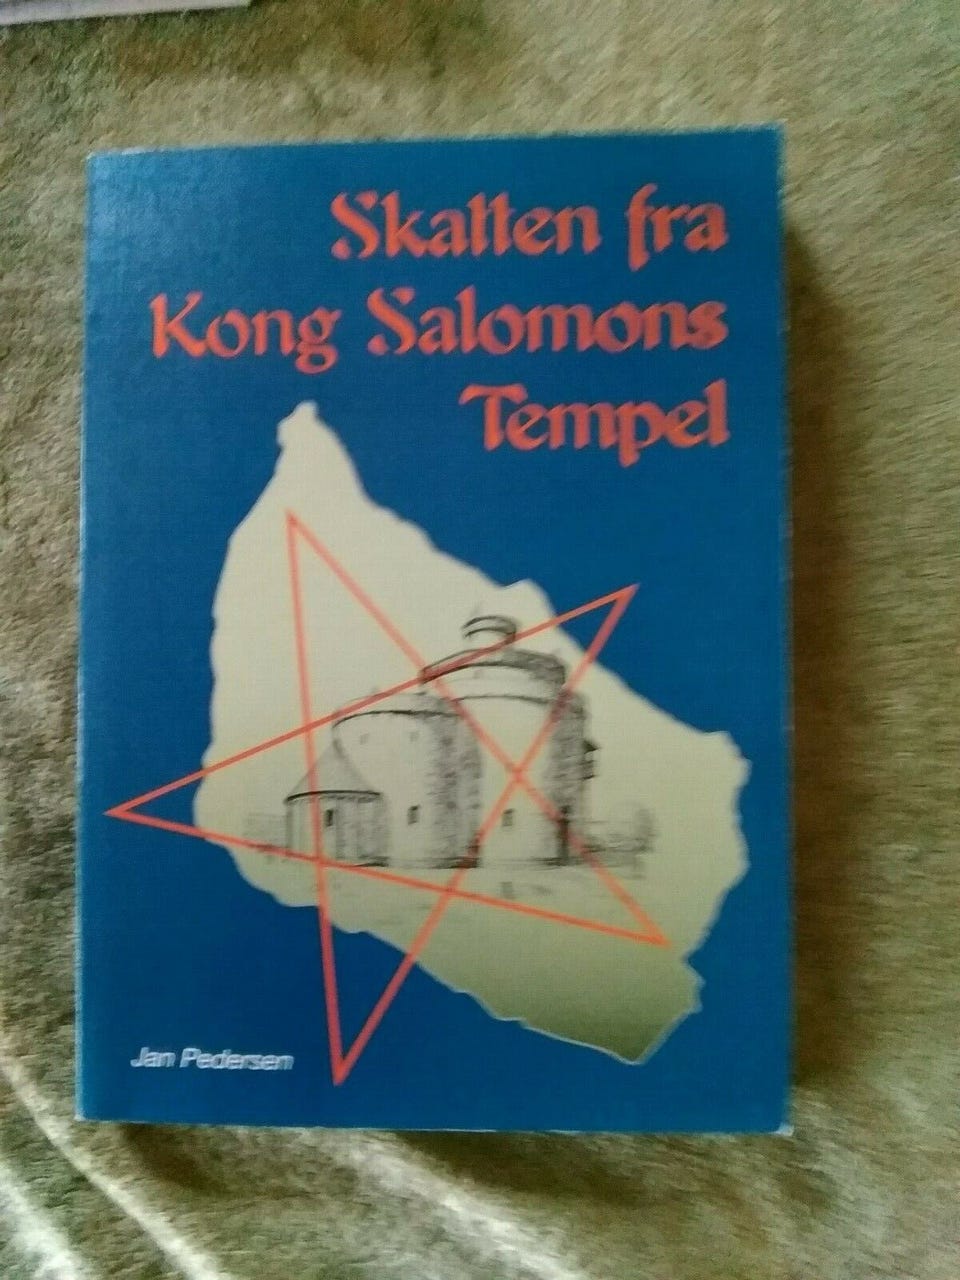 Skatten fra
Kong Salomons
Tempel
Jan Pedersen